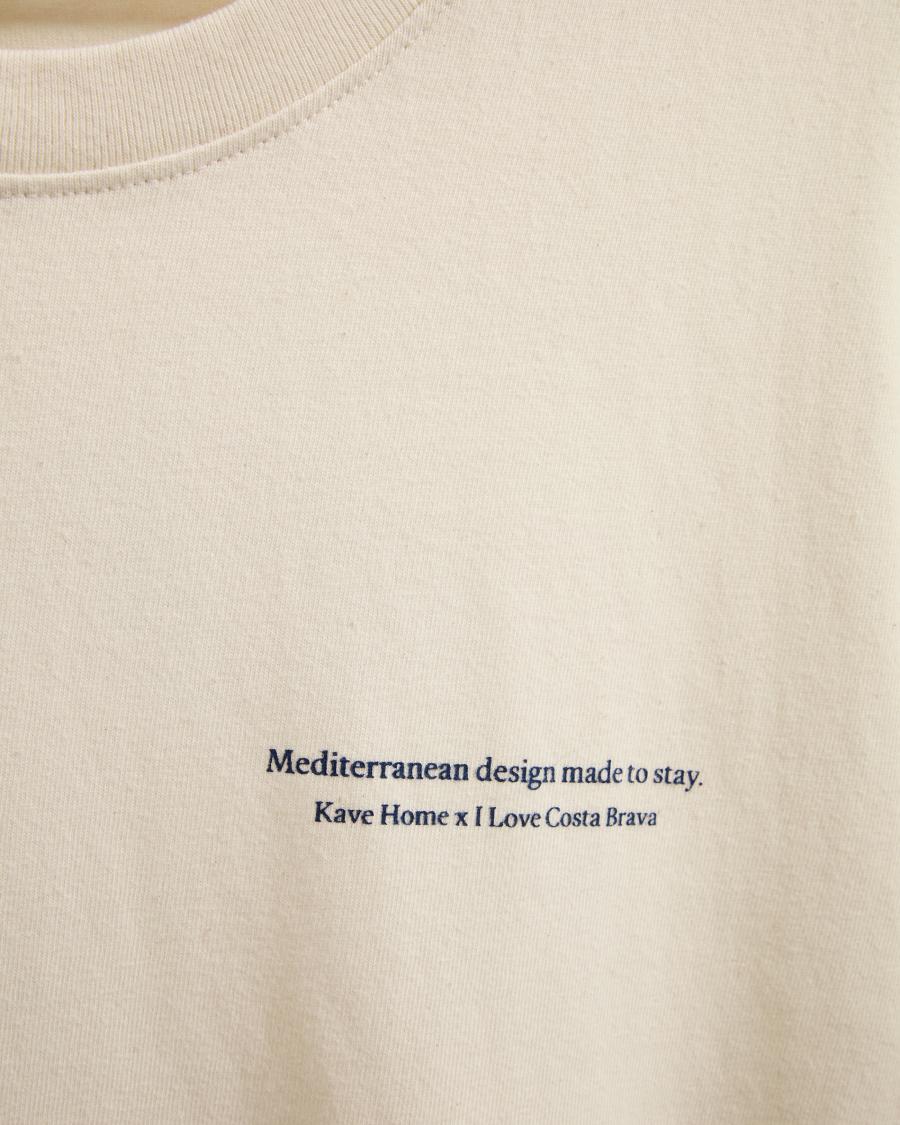 Mediterranean design made to stay.
Kave Home x I Love Costa Brava